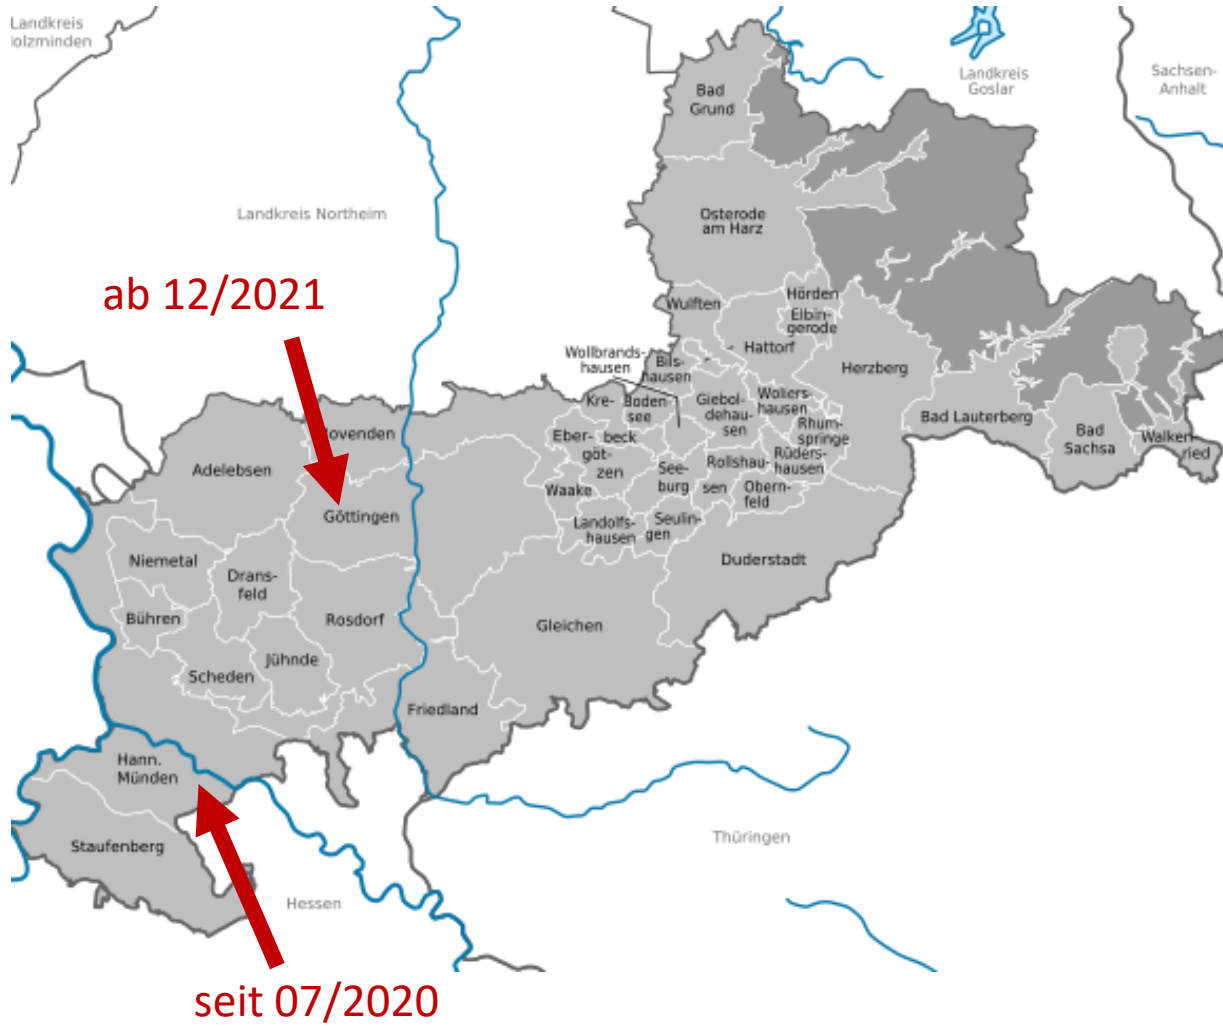 Landkreis
olzminden
Landkreis
Goslar
Sachsen-
Anhalt
Bad
Grund
Landkreis Northeim
Osterode
am Harz
ab 12/2021
Wulften
Hörden
Elbin-
gerode
Hattorf
Herzberg
Wollbrands-
hausen
Bils-
hausen
Kre-
beck
Boden
see
Giebol-
dehau-
sen
Wollers
hausen
Rhum-
springe
Bad Lauterberg
Bad
Sachsa
Walken-
ried
ovenden
Adelebsen
Eber-
göt-
zen
Waake
See-
burg
Rollshau-
sen
Rüders-
hausen
Obern-
feld
Göttingen
Landolfs-
hausen
Seulin-
gen
Duderstadt
Niemetal
Drans-
feld
Bühren
Rosdorf
Gleichen
Jühnde
Scheden
Friedland
Hann.
Münden
Staufenberg
Thüringen
Hessen
seit 07/2020